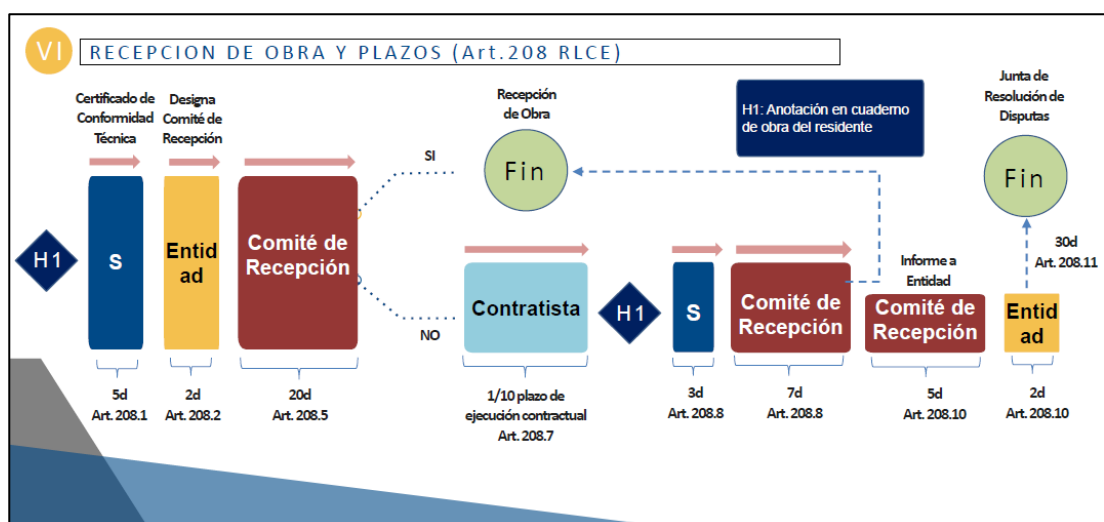 VI
RECEPCION DE OBRA Y PLAZOS (Art.208 RLCE)
Certificado de
Conformidad
Técnica
Designa
Comité de
Recepción
Recepción
de Obra
H1: Anotación en cuaderno
de obra del residente
Junta de
Resolución de
Disputas
H1
S
Entid
ad
Comité de
Recepción
SI
Fin
Fin
NO
Contratista
H1
S
Comité de
Recepción
Informe a
Entidad
Comité de
Recepción
30d
Art. 208.11
Entid
ad
5d
Art. 208.1
2d
Art. 208.2
20d
Art. 208.5
1/10 plazo de
ejecución contractual
Art. 208.7
3d
Art. 208.8
7d
Art. 208.8
5d
Art. 208.10
2d
Art. 208.10